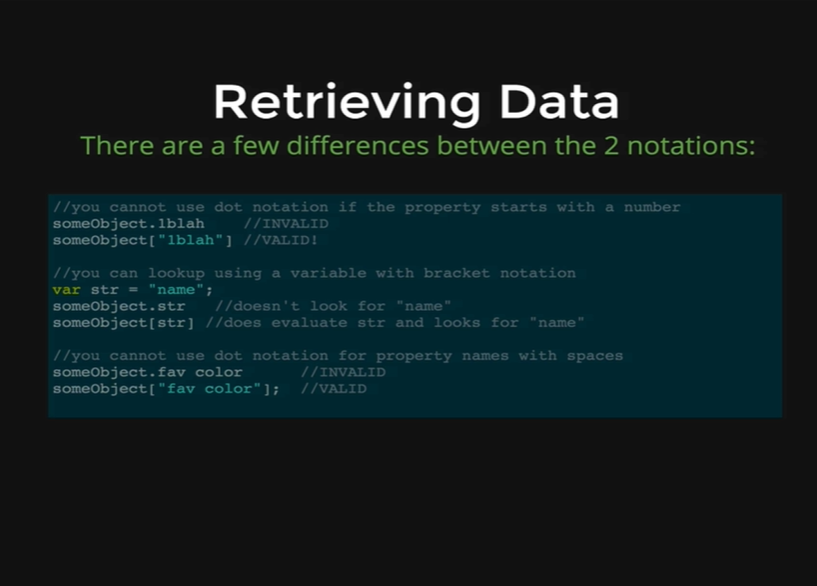 Retrieving Data
There are a few differences between the 2 notations:
//you cannot use dot notation if the property starts with a number
someObject.1blah    //INVALID
someObject["1blah"] //VALID!
//you can lookup using a variable with bracket notation
var str = "name";
someObject.str   //doesn't look for "name"
someObject[str] //does evaluate str and looks for "name"
//you cannot use dot notation for property names with spaces
someObject.fav color      //INVALID
someObject["fav color"];  //VALID